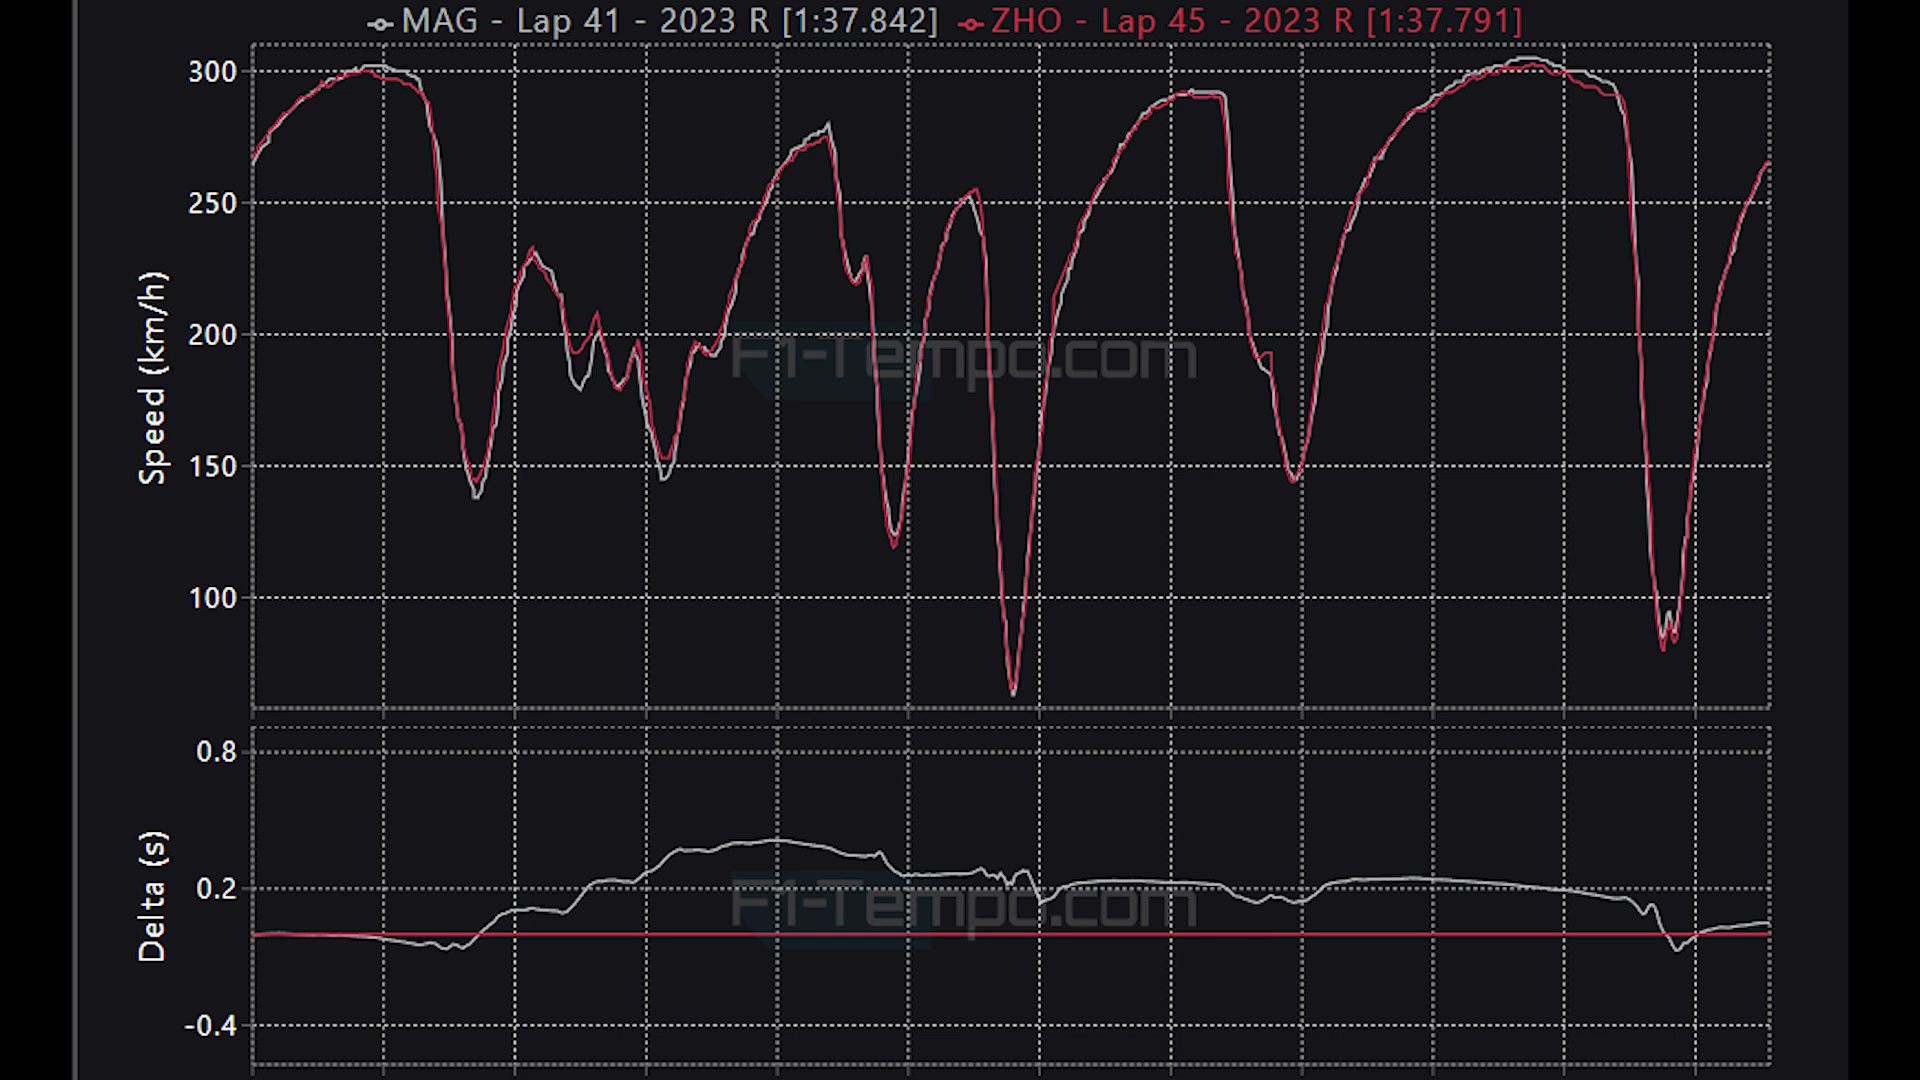 MAG - Lap 41 - 2023 R [1:37.842] ZHO - Lap 45 - 2023 R [1:37.791]
300
250
200
150
100
Speed (km/h)
F1-Tempo.com
0.8
0.2
-0.4
Delta (s)
F1-Tempo.com